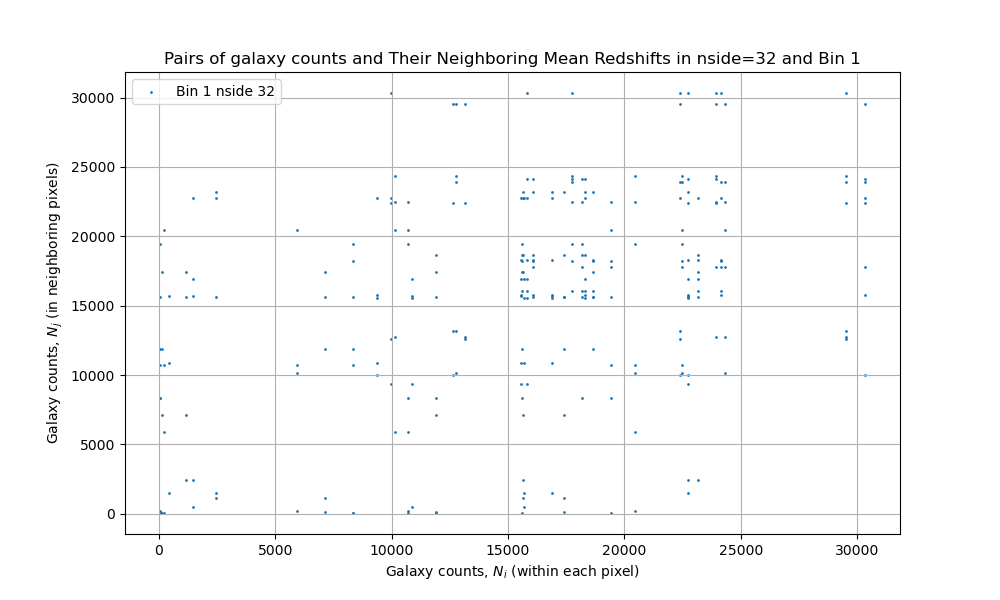 Pairs of galaxy counts and Their Neighboring Mean Redshifts in nside=32 and Bin 1
Bin 1 nside 32
30000
25000
20000
15000
10000
5000
0
Galaxy counts, Nj (in neighboring pixels)
0 5000 10000 15000 20000 25000 30000
Galaxy counts, Ni (within each pixel)